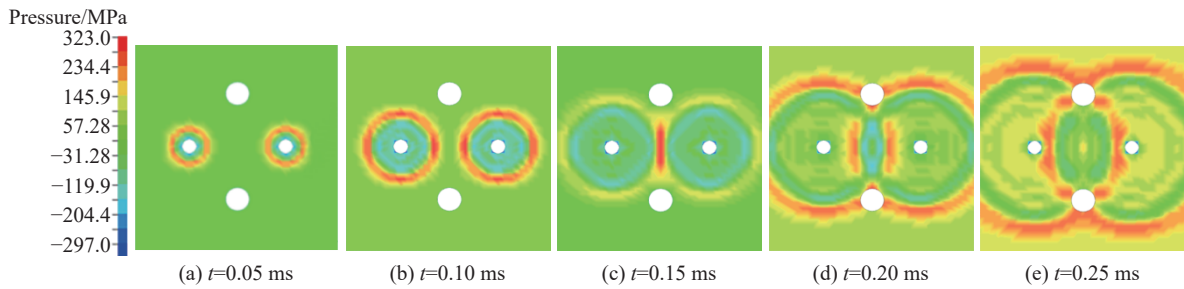 Pressure/MPa
323.0
234.4
145.9
57.28
−31.28
−119.9
−204.4
−297.0
(a) t=0.05 ms
(b) t=0.10 ms
(c) t=0.15 ms
(d) t=0.20 ms
(e) t=0.25 ms